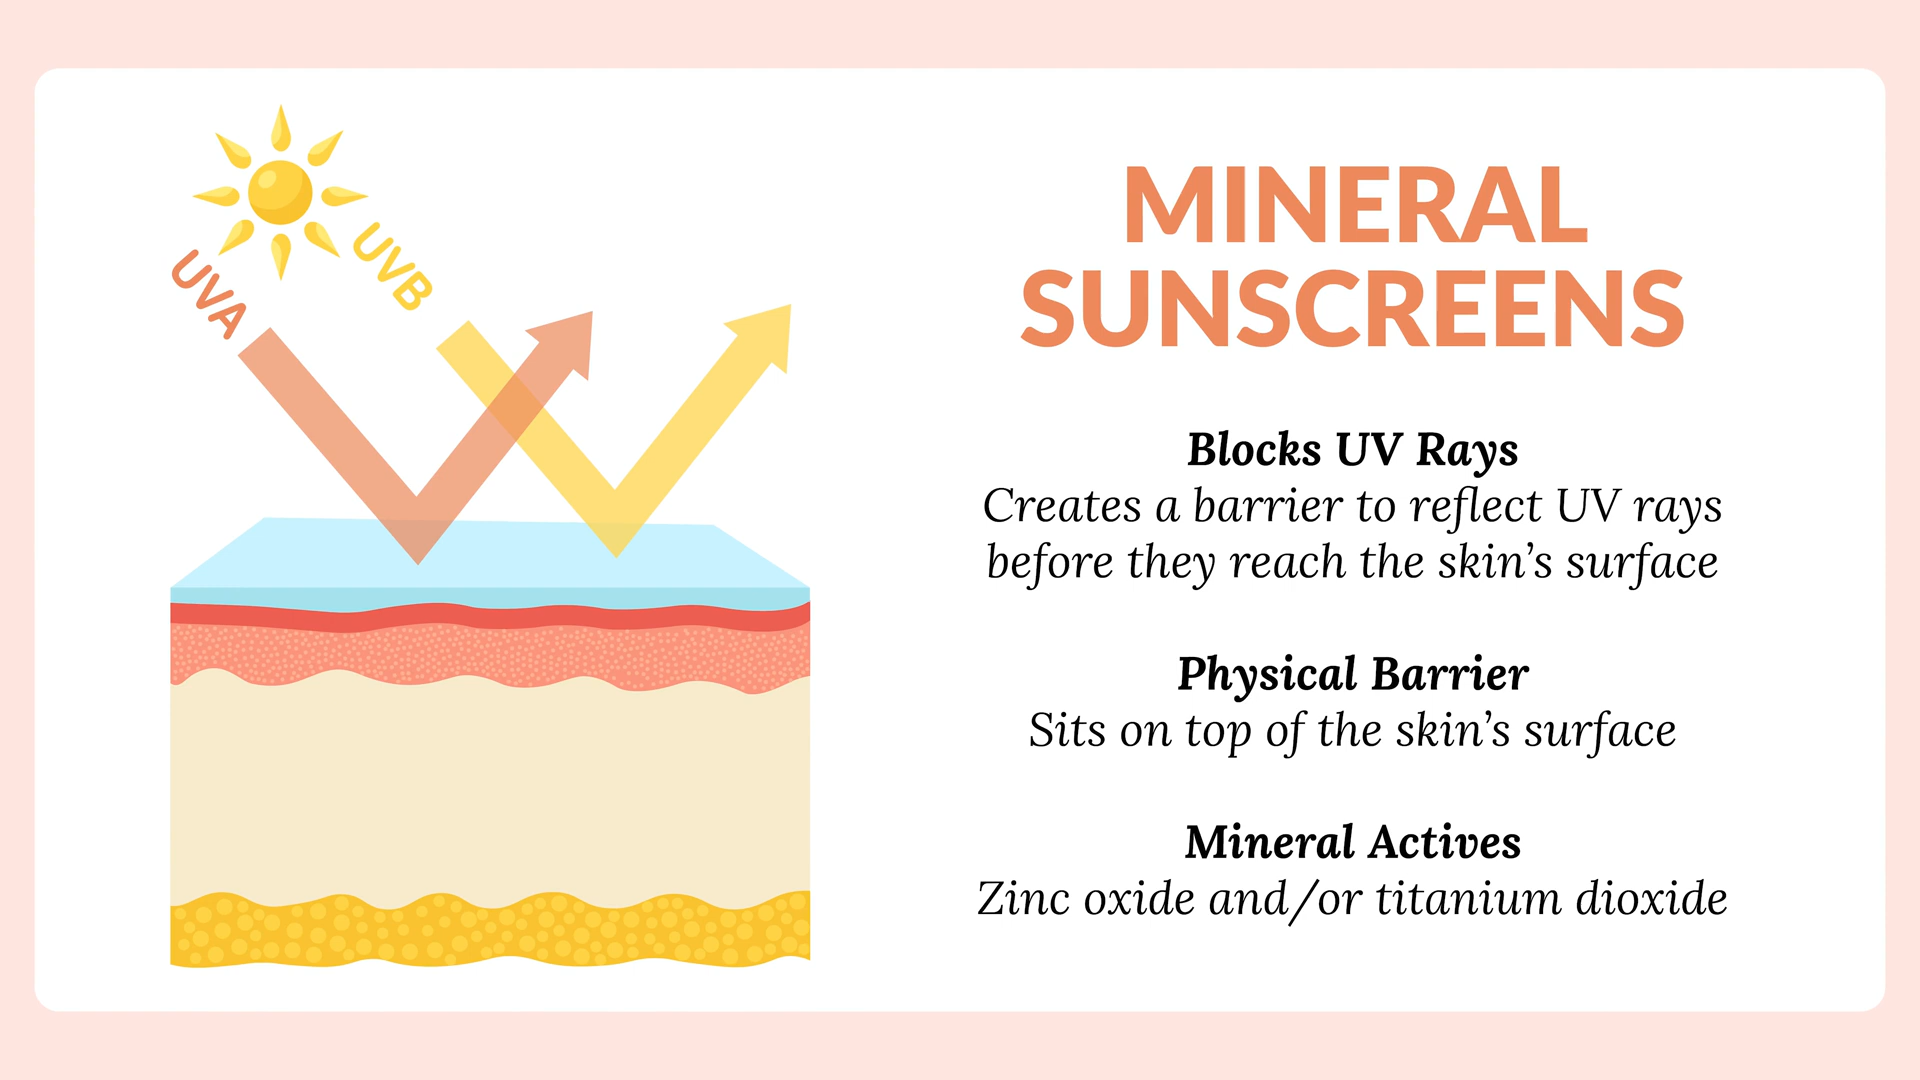 UVA
UVB
MINERAL
SUNSCREENS
Blocks UV Rays
Creates a barrier to reflect UV rays
before they reach the skin’s surface
Physical Barrier
Sits on top of the skin’s surface
Mineral Actives
Zinc oxide and/or titanium dioxide